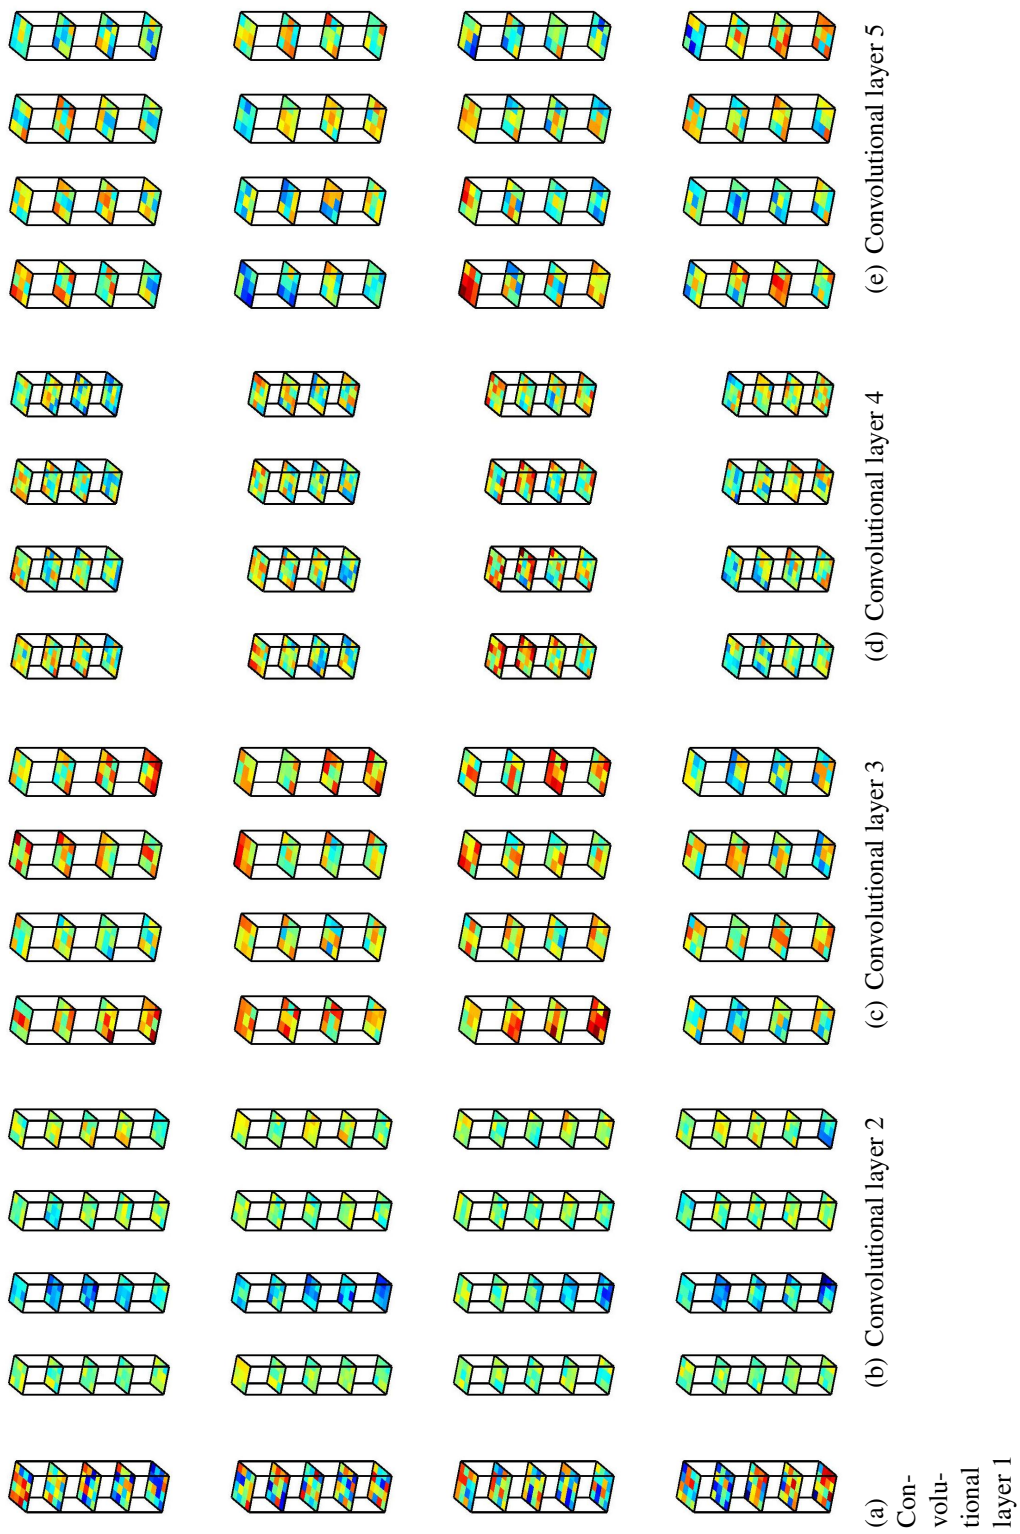 (a)
Con-
volu-
tional
layer 1
(b) Convolutional layer 2
(c) Convolutional layer 3
(d) Convolutional layer 4
(e) Convolutional layer 5